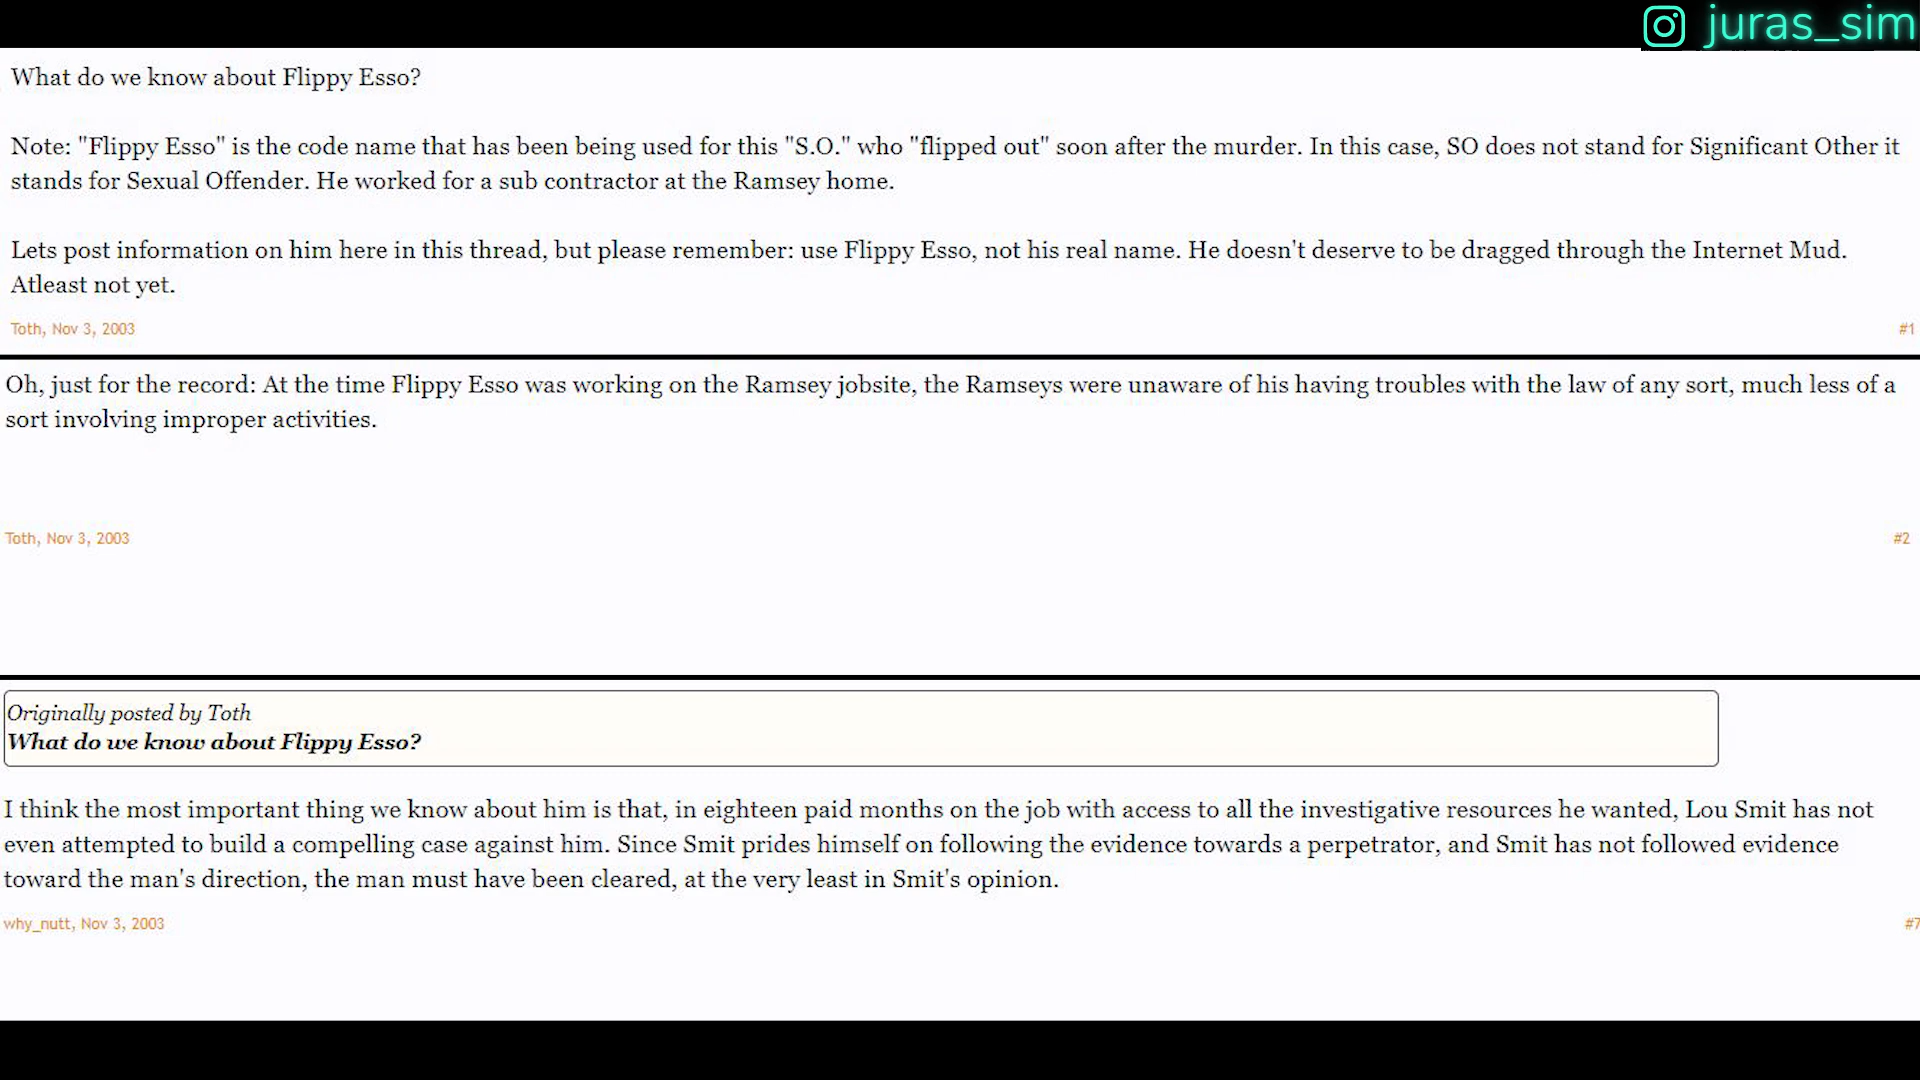 juras_sim
What do we know about Flippy Esso?
Note: "Flippy Esso" is the code name that has been being used for this "S.O." who "flipped out" soon after the murder. In this case, SO does not stand for Significant Other it
stands for Sexual Offender. He worked for a sub contractor at the Ramsey home.
Lets post information on him here in this thread, but please remember: use Flippy Esso, not his real name. He doesn't deserve to be dragged through the Internet Mud.
Atleast not yet.
Toth, Nov 3, 2003 #1
Oh, just for the record: At the time Flippy Esso was working on the Ramsey jobsite, the Ramseys were unaware of his having troubles with the law of any sort, much less of a
sort involving improper activities.
Toth, Nov 3, 2003 #2
Originally posted by Toth
What do we know about Flippy Esso?
I think the most important thing we know about him is that, in eighteen paid months on the job with access to all the investigative resources he wanted, Lou Smit has not
even attempted to build a compelling case against him. Since Smit prides himself on following the evidence towards a perpetrator, and Smit has not followed evidence
toward the man's direction, the man must have been cleared, at the very least in Smit's opinion.
why_nutt, Nov 3, 2003 #7